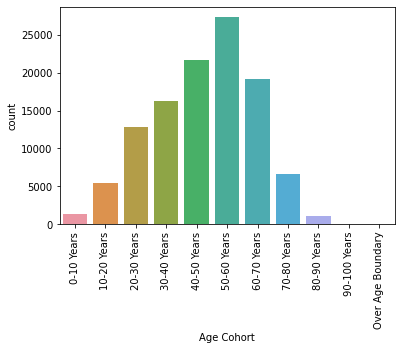 25000
20000
15000
10000
5000
0
count
0-10 Years
10-20 Years
20-30 Years
30-40 Years
40-50 Years
50-60 Years
60-70 Years
70-80 Years
80-90 Years
90-100 Years
Over Age Boundary
Age Cohort